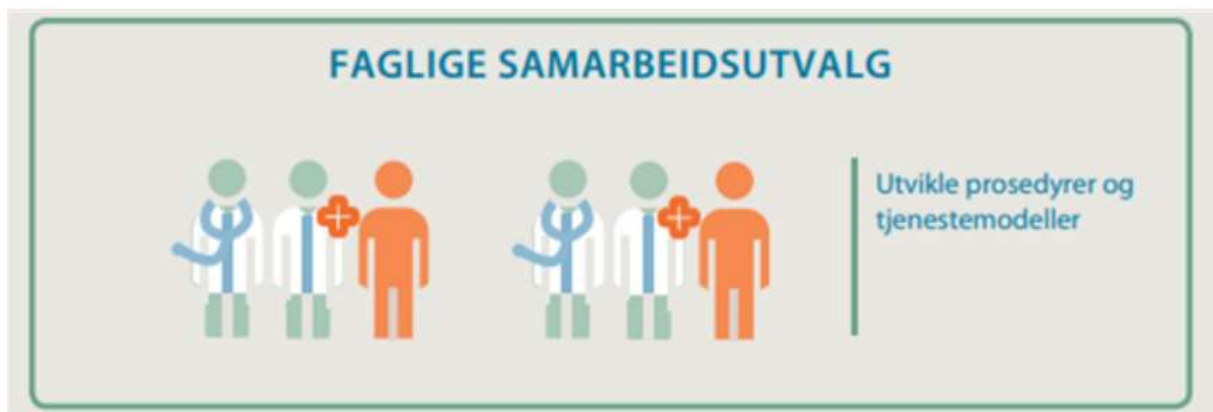 FAGLIGE SAMARBEIDSUTVALG
Utvikle prosedyrer og
tjenestemodeller